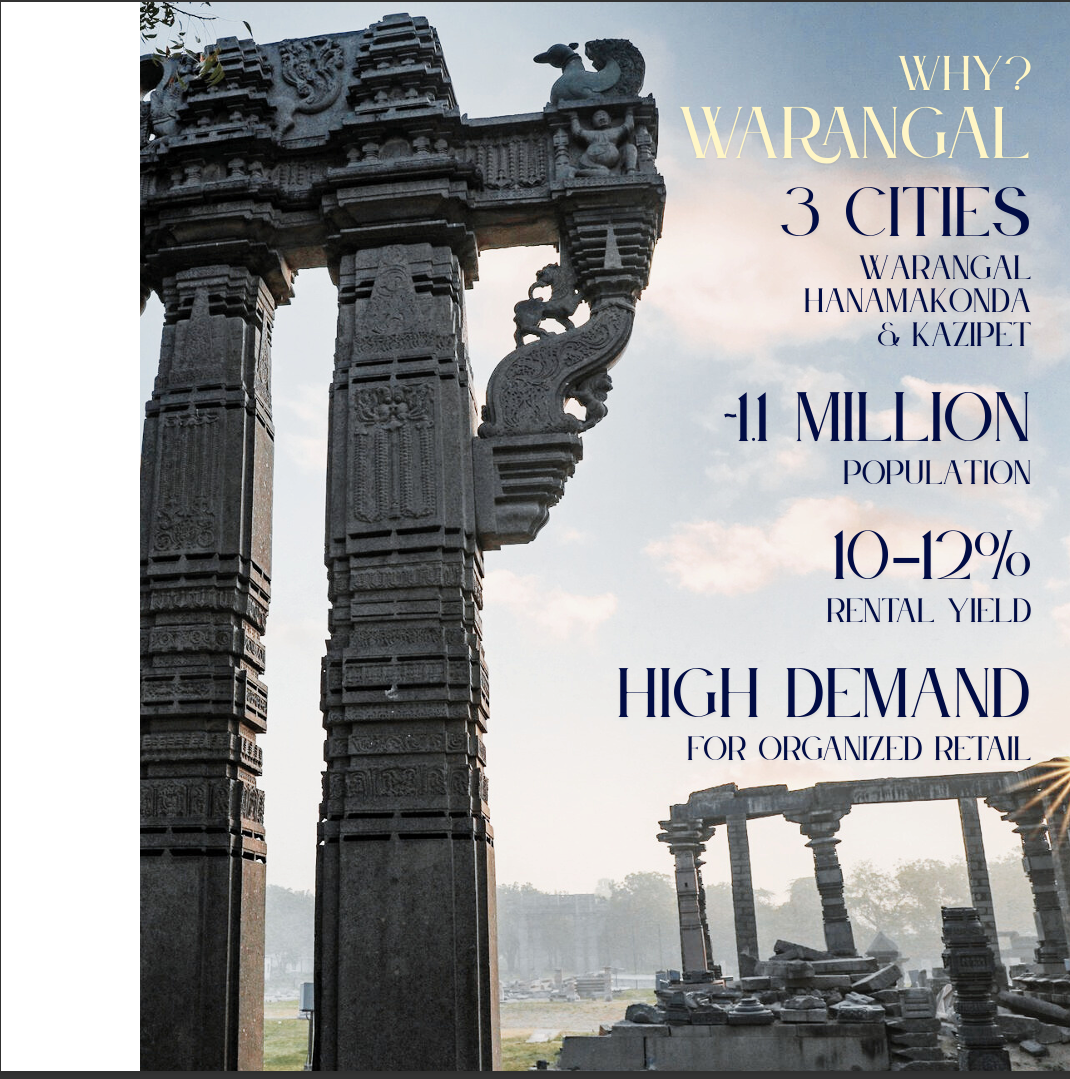 WHY?
WARANGAL
3 CITIES
WARANGAL
HANAMAKONDA
& KAZIPET
~1.1 MILLION
POPULATION
10-12%
RENTAL YIELD
HIGH DEMAND
FOR ORGANIZED RETAIL